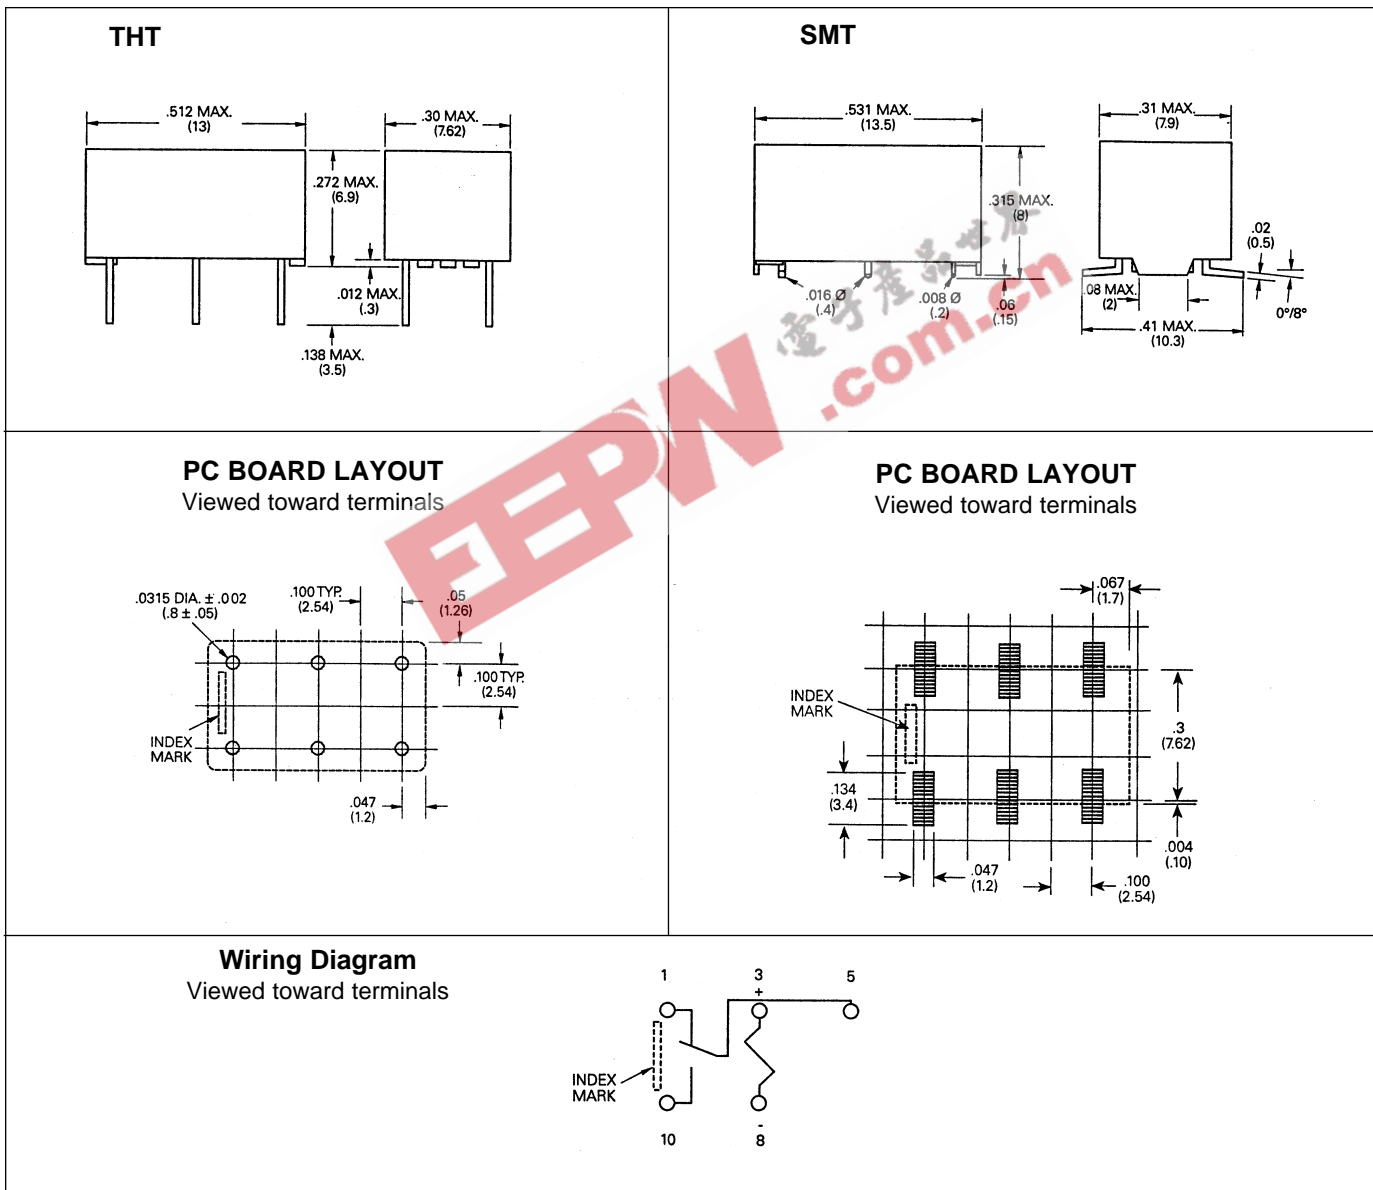 THT
.512 MAX.
(13)
.30 MAX.
(7.62)
.272 MAX.
(6.9)
.012 MAX.
(.3)
.138 MAX.
(3.5)
SMT
.531 MAX.
(13.5)
.31 MAX.
(7.9)
.315 MAX.
(8)
.02
(0.5)
.016 Ø
(.4)
.008 Ø
(.2)
.06
(.15)
.08 MAX.
(2)
0°/8°
.41 MAX.
(10.3)
電子產品世界
.com.cn
EEPW
PC BOARD LAYOUT
Viewed toward terminals
.0315 DIA. ± .002
(.8 ± .05)
.100 TYP.
(2.54)
.05
(1.26)
.100 TYP.
(2.54)
INDEX
MARK
.047
(1.2)
PC BOARD LAYOUT
Viewed toward terminals
.067
(1.7)
INDEX
MARK
.3
(7.62)
.134
(3.4)
.004
(.10)
.047
(1.2)
.100
(2.54)
Wiring Diagram
Viewed toward terminals
1 3 5
+
INDEX
MARK
-
10 8